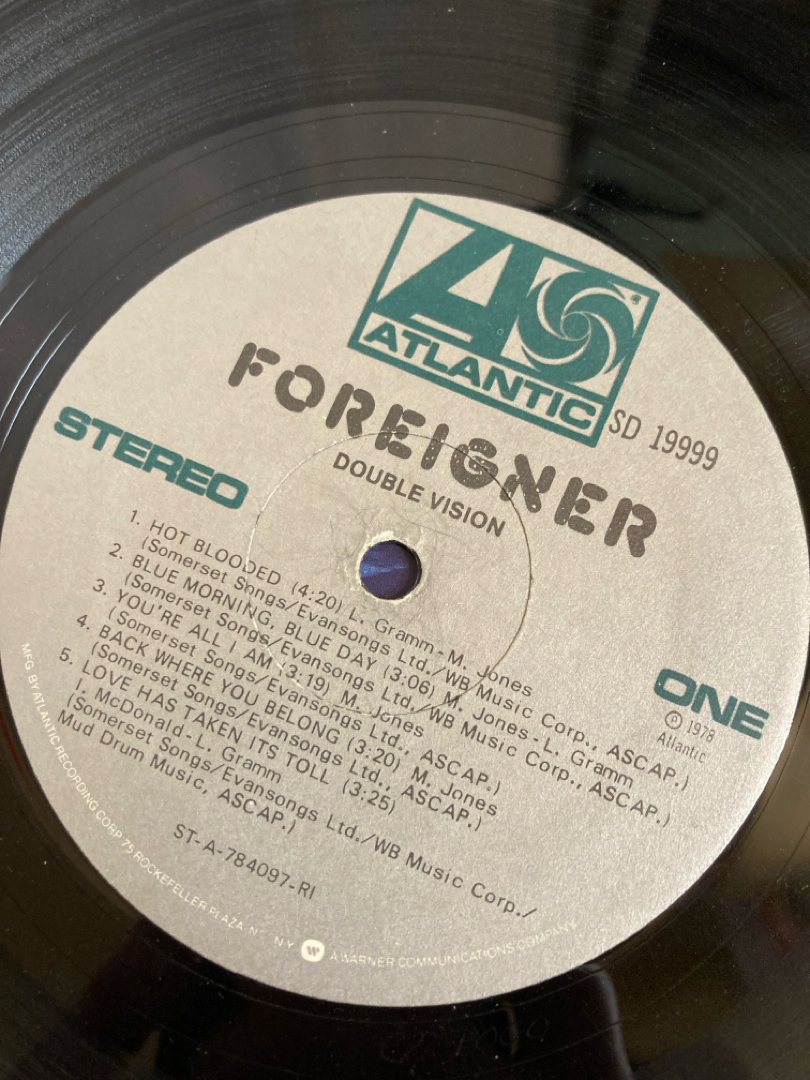 ATLANTIC
SD 19999
FOREIGNER
DOUBLE VISION
STEREO
1. HOT BLOODED (4:20) L. Gramm-M. Jones
(Somerset Songs/Evansongs Ltd./WB Music Corp., ASCAP.)
2. BLUE MORNING, BLUE DAY (3:06) M. Jones-L. Gramm
(Somerset Songs/Evansongs Ltd./WB Music Corp., ASCAP.)
3. YOU'RE ALL I AM (3:19) M. Jones
(Somerset Songs/Evansongs Ltd., ASCAP.)
4. BACK WHERE YOU BELONG (3:20) M. Jones
(Somerset Songs/Evansongs Ltd., ASCAP.)
5. LOVE HAS TAKEN ITS TOLL (3:25)
I. McDonald-L. Gramm
(Somerset Songs/Evansongs Ltd./WB Music Corp./
Mud Drum Music, ASCAP.)
ONE
Ⓟ 1978
Atlantic
ST-A-784097-RI
MFG. BY ATLANTIC RECORDING CORP 75 ROCKEFELLER PLAZA, N.Y. A WARNER COMMUNICATIONS COMPANY